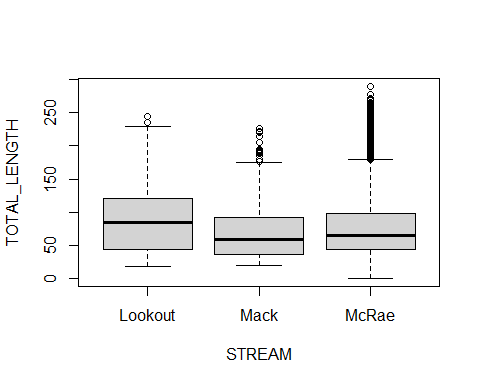 TOTAL_LENGTH
250
150
50
0
Lookout
Mack
McRae
STREAM